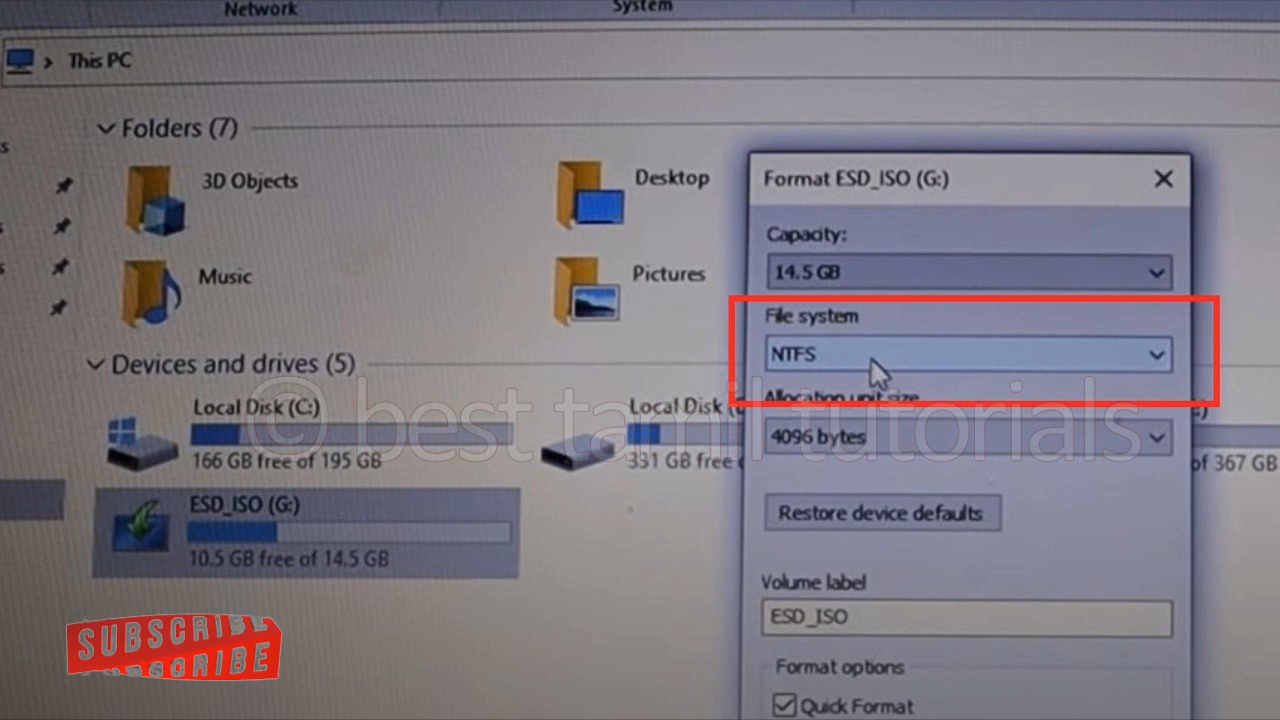 Network
System
This PC
Folders (7)
3D Objects
Desktop
Music
Pictures
Devices and drives (5)
Local Disk (C:)
166 GB free of 195 GB
Local Disk
331 GB free
of 367 GB
ESD_ISO (G:)
10.5 GB free of 14.5 GB
Format ESD_ISO (G:)
Capacity:
14.5 GB
File system
NTFS
Allocation unit size
4096 bytes
Restore device defaults
Volume label
ESD_ISO
Format options
Quick Format
© best tamil tutorials
SUBSCRIBE
SUBSCRIBE